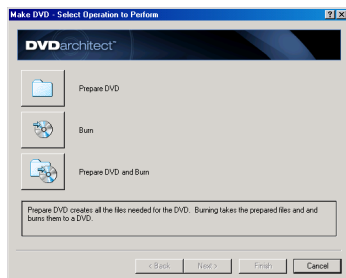 Make DVD - Select Operation to Perform
DVDarchitect™
Prepare DVD
Burn
Prepare DVD and Burn
Prepare DVD creates all the files needed for the DVD. Burning takes the prepared files and and
burns them to a DVD.
< Back Next > Finish Cancel